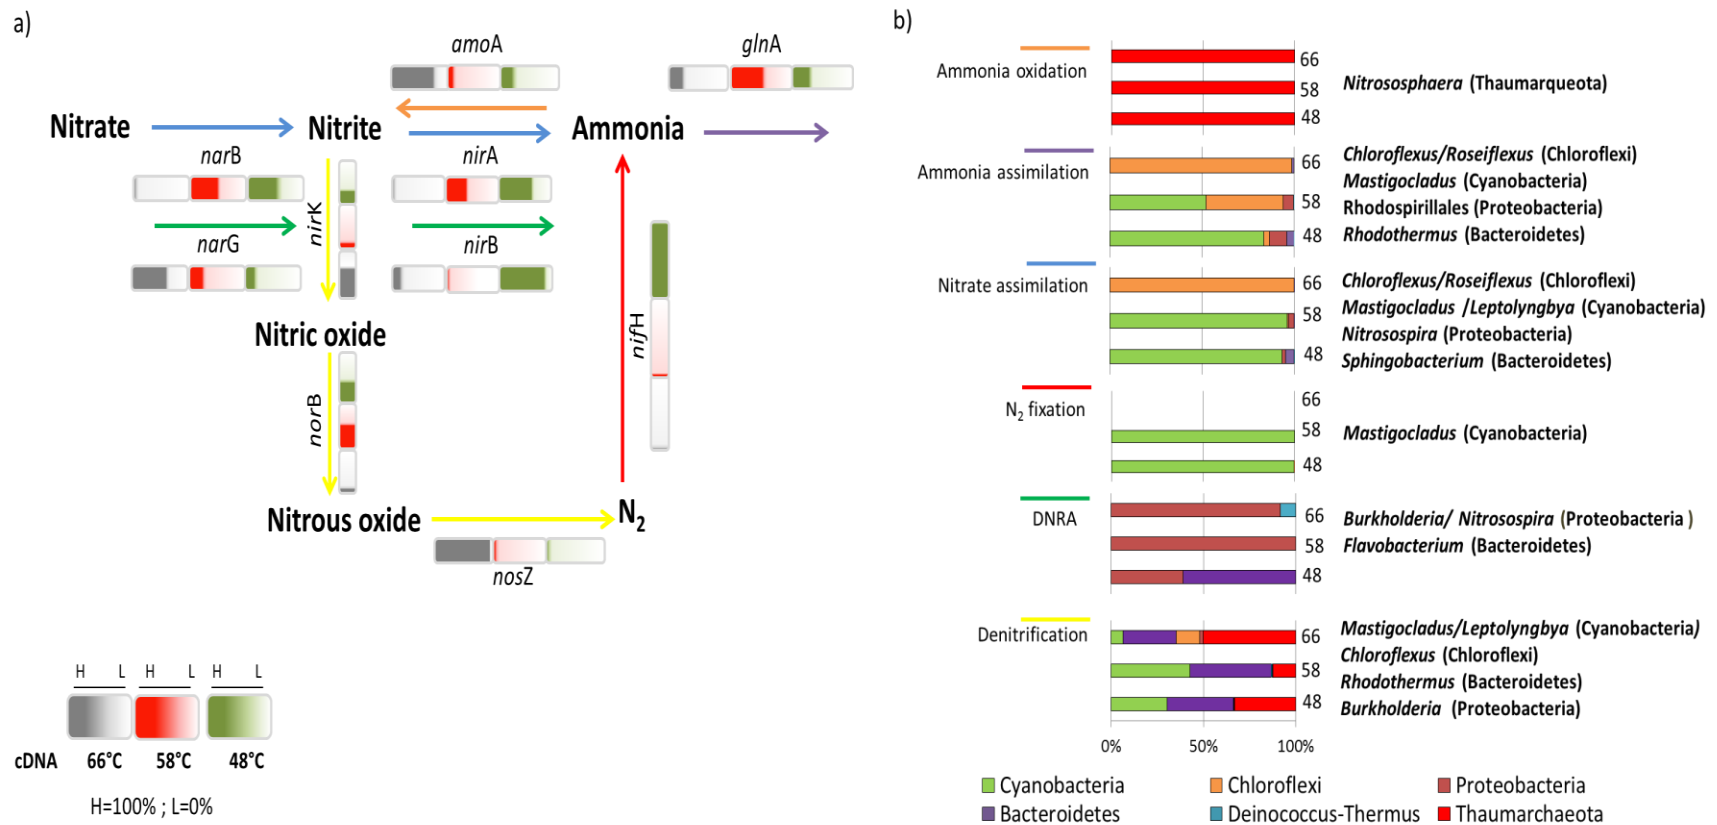 a)
amoA
glnA
Nitrate
Nitrite
Ammonia
narB
nirA
nirK
narG
nirB
Nitric oxide
nifH
norB
Nitrous oxide
N2
nosZ
H L H L H L
cDNA 66°C 58°C 48°C
H=100% ; L=0%
b)
Ammonia oxidation
66
58
48
Nitrososphaera (Thaumarqueota)
Ammonia assimilation
66
58
48
Chloroflexus/Roseiflexus (Chloroflexi)
Mastigocladus (Cyanobacteria)
Rhodospirillales (Proteobacteria)
Rhodothermus (Bacteroidetes)
Nitrate assimilation
66
58
48
Chloroflexus/Roseiflexus (Chloroflexi)
Mastigocladus /Leptolyngbya (Cyanobacteria)
Nitrosospira (Proteobacteria)
Sphingobacterium (Bacteroidetes)
N2 fixation
66
58
48
Mastigocladus (Cyanobacteria)
DNRA
66
58
48
Burkholderia/ Nitrosospira (Proteobacteria )
Flavobacterium (Bacteroidetes)
Denitrification
66
58
48
Mastigocladus/Leptolyngbya (Cyanobacteria)
Chloroflexus (Chloroflexi)
Rhodothermus (Bacteroidetes)
Burkholderia (Proteobacteria)
0% 50% 100%
Cyanobacteria Chloroflexi Proteobacteria
Bacteroidetes Deinococcus-Thermus Thaumarchaeota